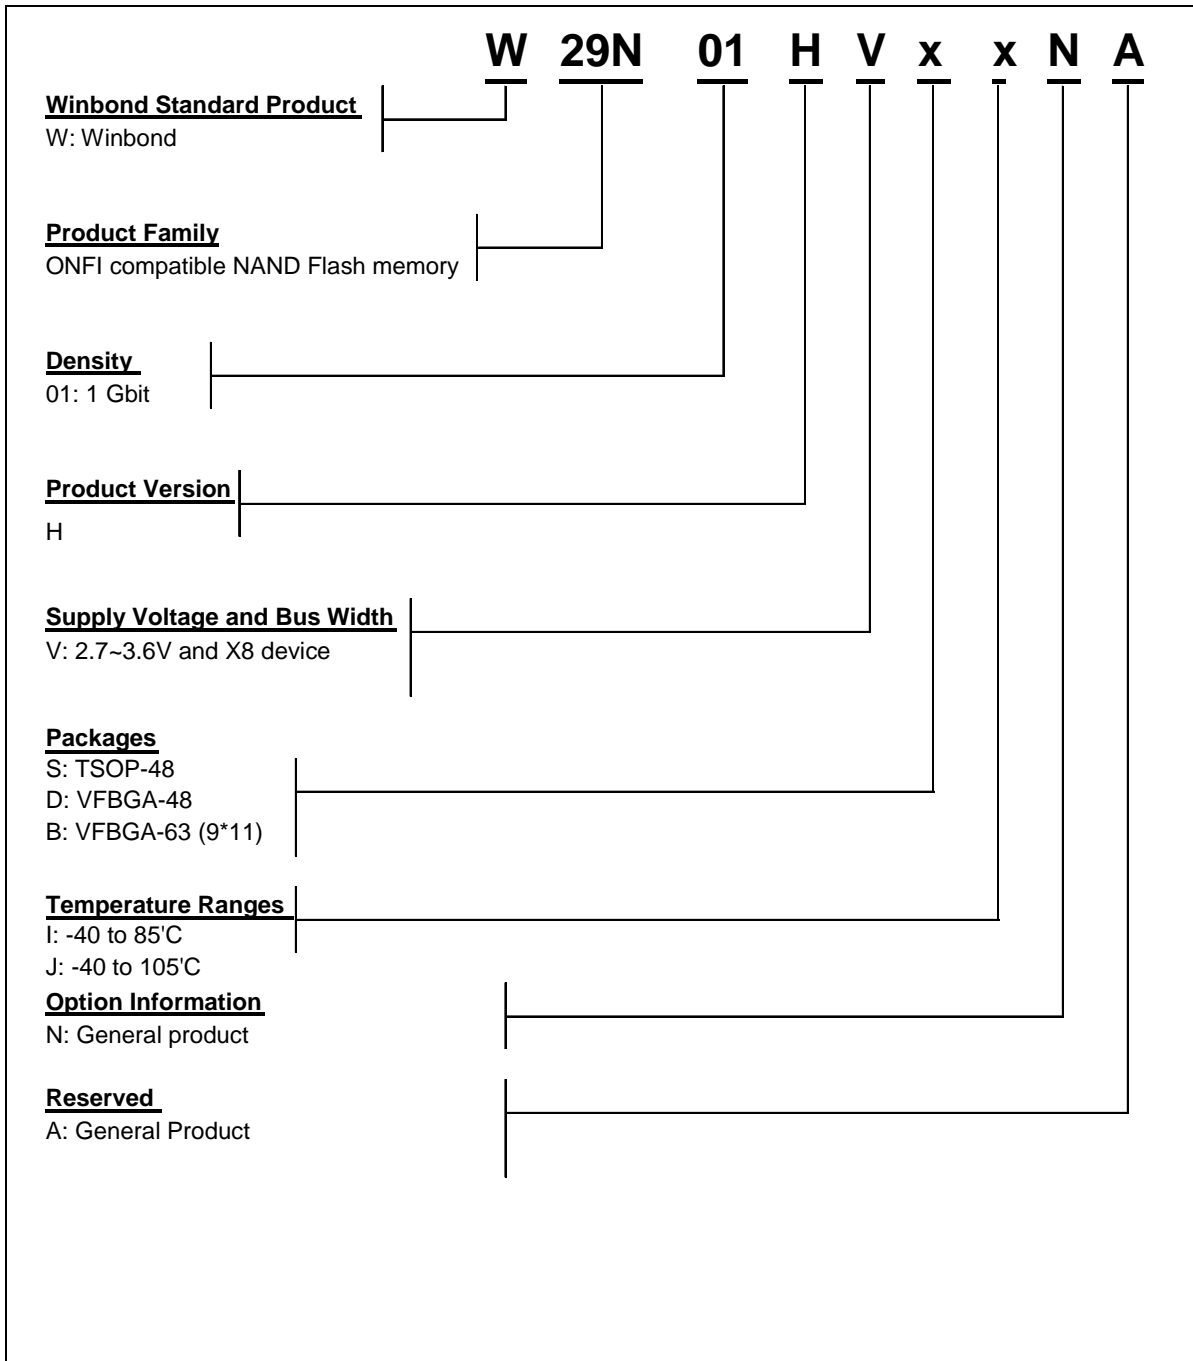 W 29N 01 H V x x N A
Winbond Standard Product
W: Winbond
Product Family
ONFI compatible NAND Flash memory
Density
01: 1 Gbit
Product Version
H
Supply Voltage and Bus Width
V: 2.7~3.6V and X8 device
Packages
S: TSOP-48
D: VFBGA-48
B: VFBGA-63 (9*11)
Temperature Ranges
I: -40 to 85'C
J: -40 to 105'C
Option Information
N: General product
Reserved
A: General Product